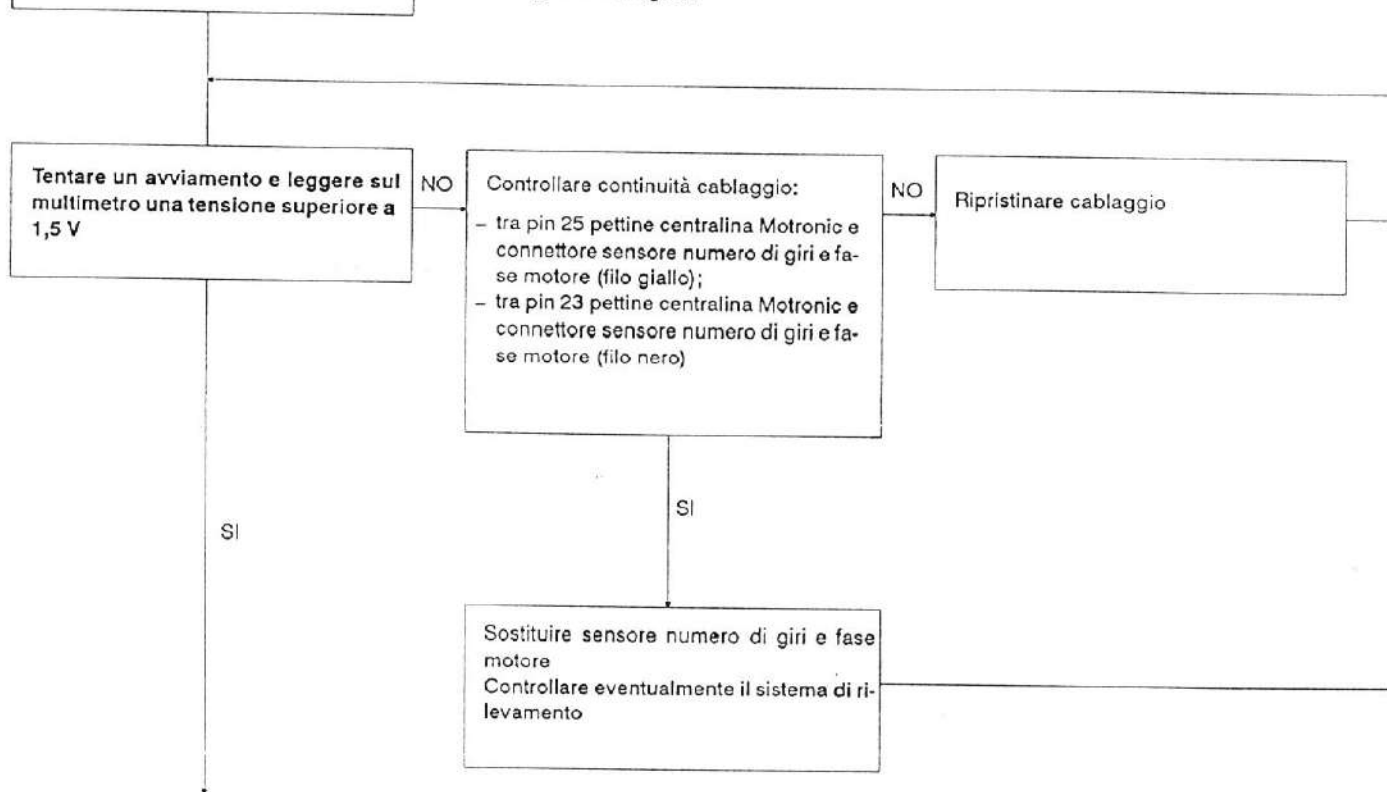 Tentare un avviamento e leggere sul
multimetro una tensione superiore a
1,5 V
NO
Controllare continuità cablaggio:
– tra pin 25 pettine centralina Motronic e
connettore sensore numero di giri e fa-
se motore (filo giallo);
– tra pin 23 pettine centralina Motronic e
connettore sensore numero di giri e fa-
se motore (filo nero)
NO
Ripristinare cablaggio
SI
SI
Sostituire sensore numero di giri e fase
motore
Controllare eventualmente il sistema di ri-
levamento